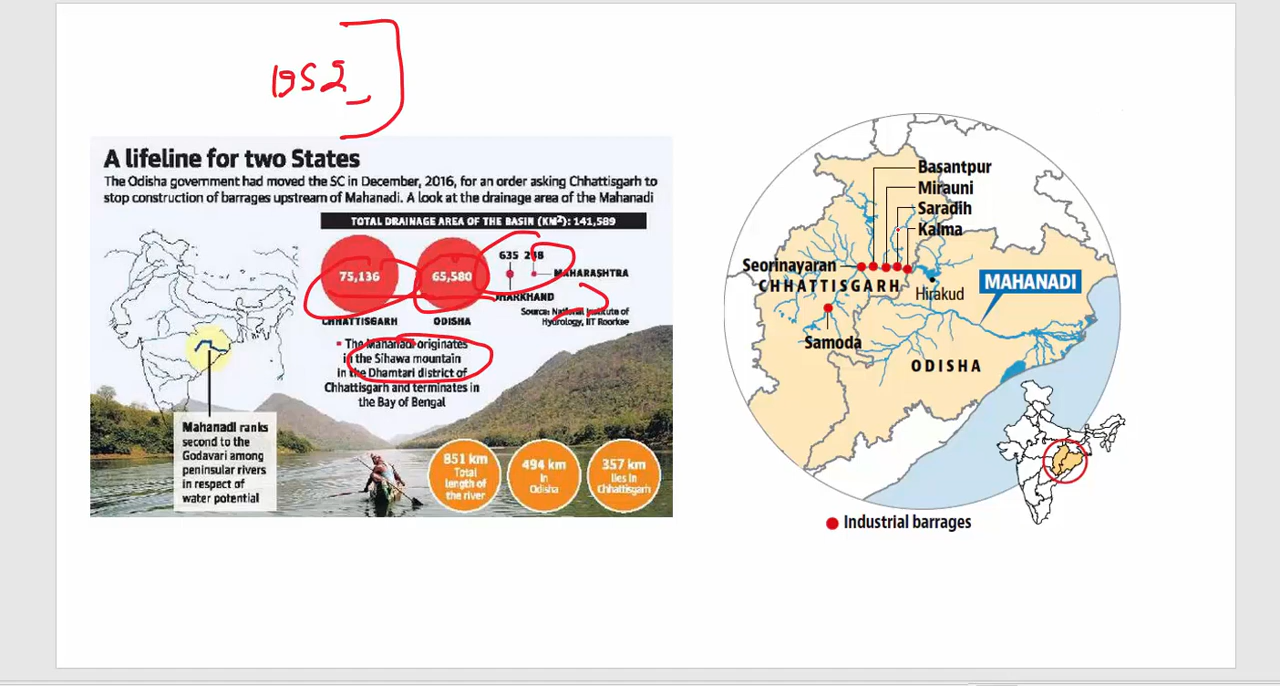 A lifeline for two States
The Odisha government had moved the SC in December, 2016, for an order asking Chhattisgarh to
stop construction of barrages upstream of Mahanadi. A look at the drainage area of the Mahanadi
TOTAL DRAINAGE AREA OF THE BASIN (KM²): 141,589
75,136
CHHATTISGARH
65,580
ODISHA
635
JHARKHAND
MAHARASHTRA
Source: National Institute of
Hydrology, IIT Roorkee
The Mahanadi originates
in the Sihawa mountain
in the Dhamtari district of
Chhattisgarh and terminates in
the Bay of Bengal
Mahanadi ranks
second to the
Godavari among
peninsular rivers
in respect of
water potential
851 km
Total
length of
the river
494 km
in
Odisha
357 km
lies in
Chhattisgarh
Basantpur
Mirauni
Saradih
Kalma
Seorinayaran
CHHATTISGARH
Hirakud
MAHANADI
Samoda
ODISHA
Industrial barrages